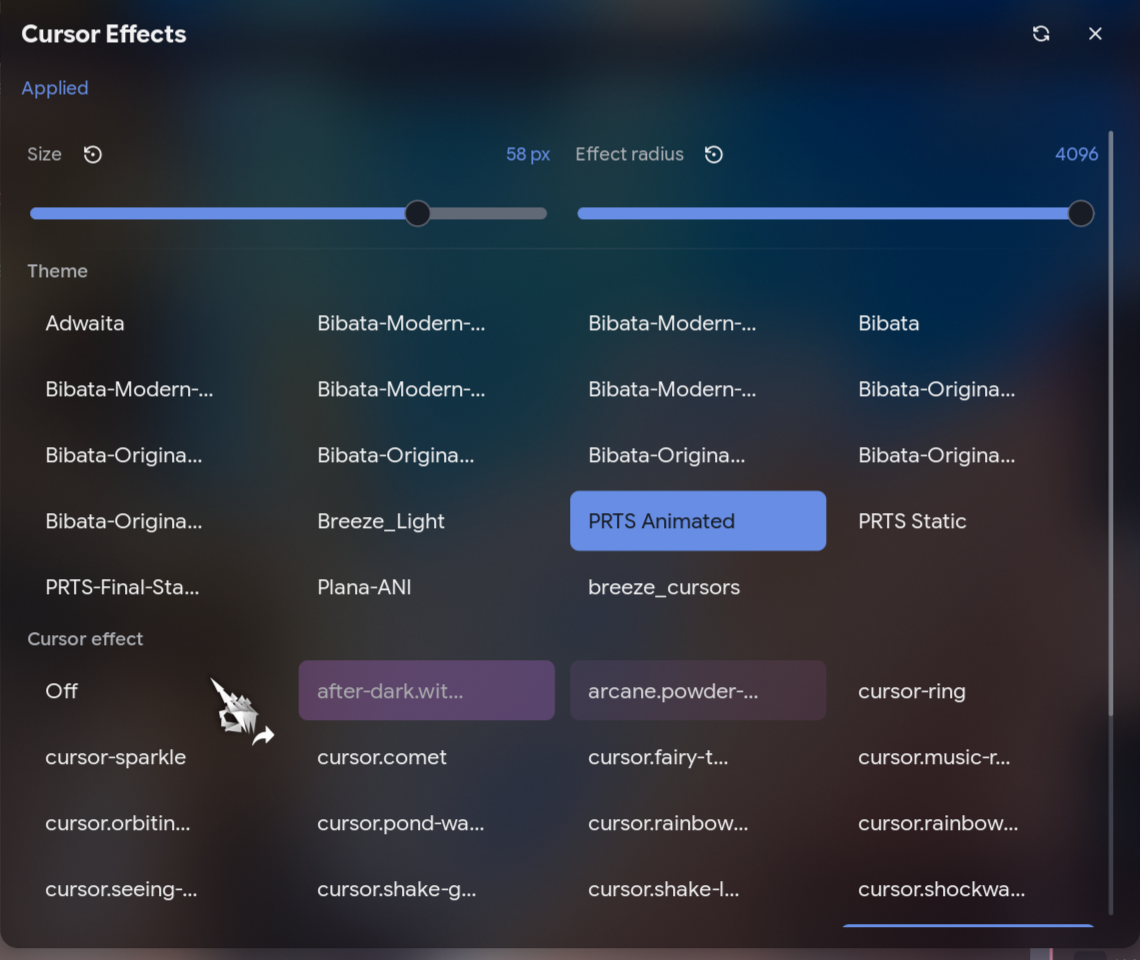 Cursor Effects
Applied
Size 58 px Effect radius 4096
Theme
Adwaita Bibata-Modern-... Bibata-Modern-... Bibata
Bibata-Modern-... Bibata-Modern-... Bibata-Modern-... Bibata-Origina...
Bibata-Origina... Bibata-Origina... Bibata-Origina... Bibata-Origina...
Bibata-Origina... Breeze_Light PRTS Animated PRTS Static
PRTS-Final-Sta... Plana-ANI breeze_cursors
Cursor effect
Off after-dark.wit... arcane.powder-... cursor-ring
cursor-sparkle cursor.comet cursor.fairy-t... cursor.music-r...
cursor.orbitin... cursor.pond-wa... cursor.rainbow... cursor.rainbow...
cursor.seeing-... cursor.shake-g... cursor.shake-l... cursor.shockwa...